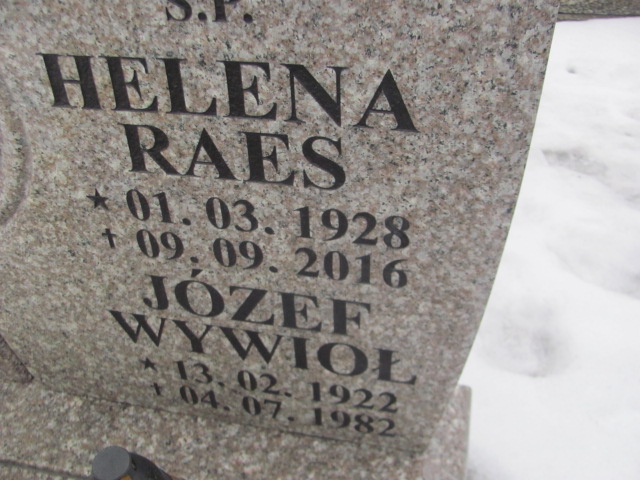 Ś.P.
HELENA
RAES
★ 01. 03. 1928
† 09. 09. 2016
JÓZEF
WYWIOŁ
★ 13. 02. 1922
† 04. 07. 1982